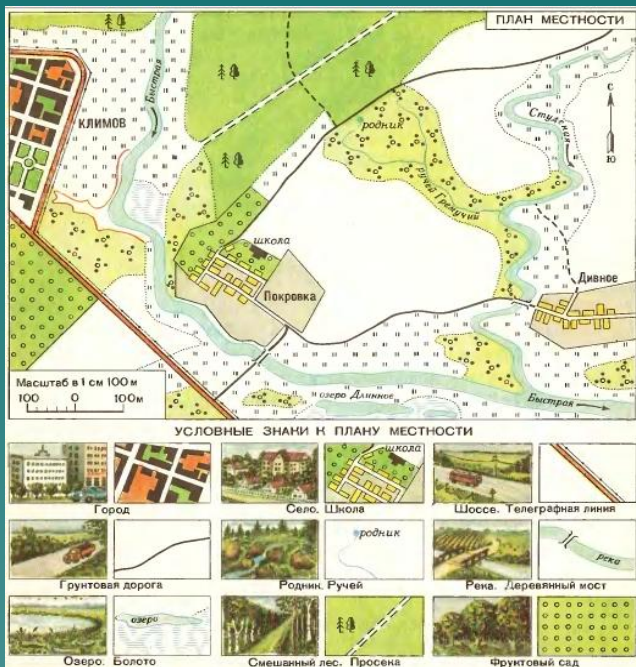 ПЛАН МЕСТНОСТИ
КЛИМОВ
Быстрая
родник
ручей Гремучий
Студеная
С
Ю
школа
Покровка
Дивное
озеро Длинное
Быстрая
Масштаб в 1 см 100 м
100 0 100 м
УСЛОВНЫЕ ЗНАКИ К ПЛАНУ МЕСТНОСТИ
школа
Город
Село. Школа
Шоссе. Телеграфная линия
родник
река
Грунтовая дорога
Родник. Ручей
Река. Деревянный мост
озеро
Озеро. Болото
Смешанный лес. Просека
Фруктовый сад